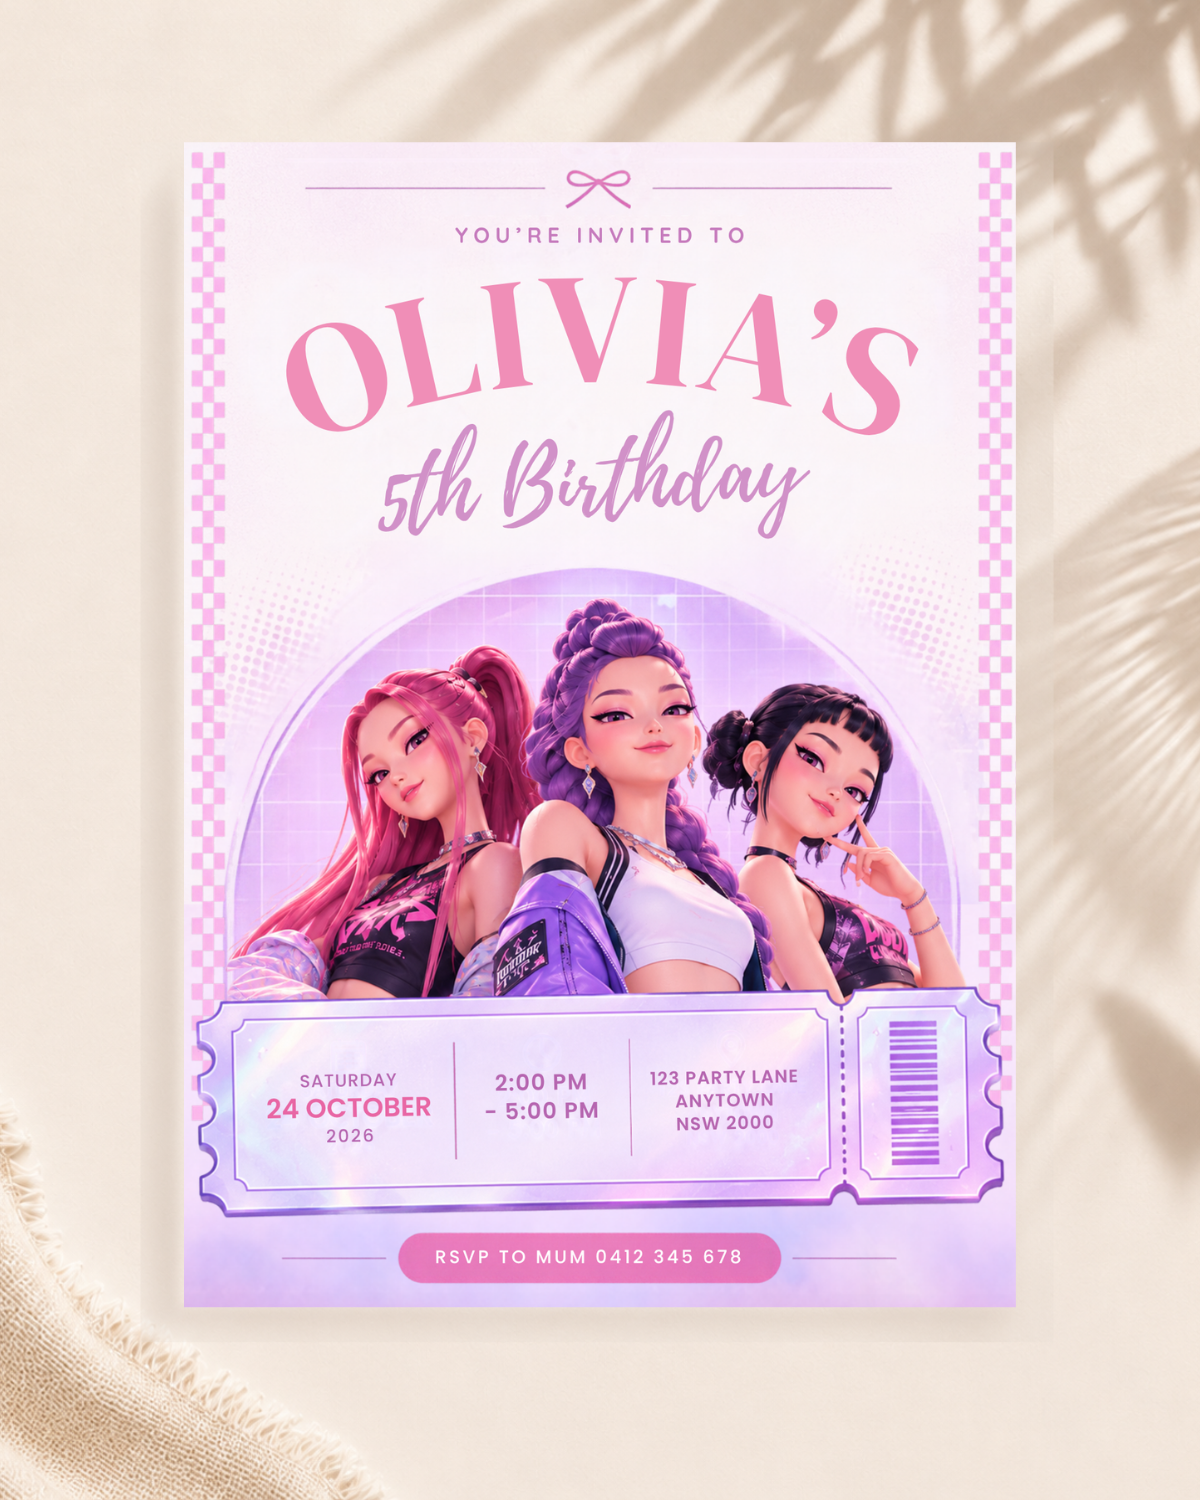 YOU'RE INVITED TO
OLIVIA'S
5th Birthday
SATURDAY
24 OCTOBER
2026
2:00 PM
- 5:00 PM
123 PARTY LANE
ANYTOWN
NSW 2000
RSVP TO MUM 0412 345 678